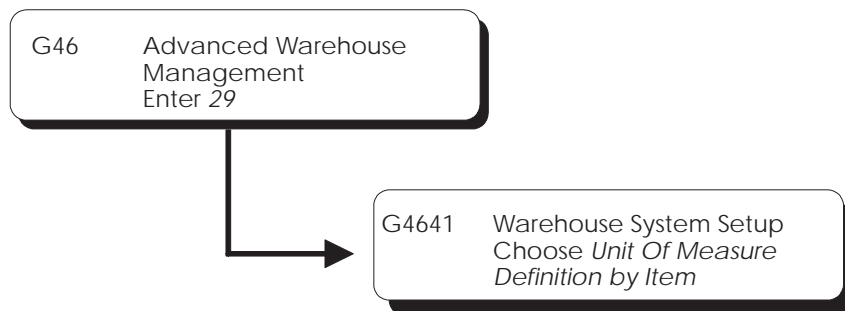 G46 Advanced Warehouse
Management
Enter 29
G4641 Warehouse System Setup
Choose Unit Of Measure
Definition by Item